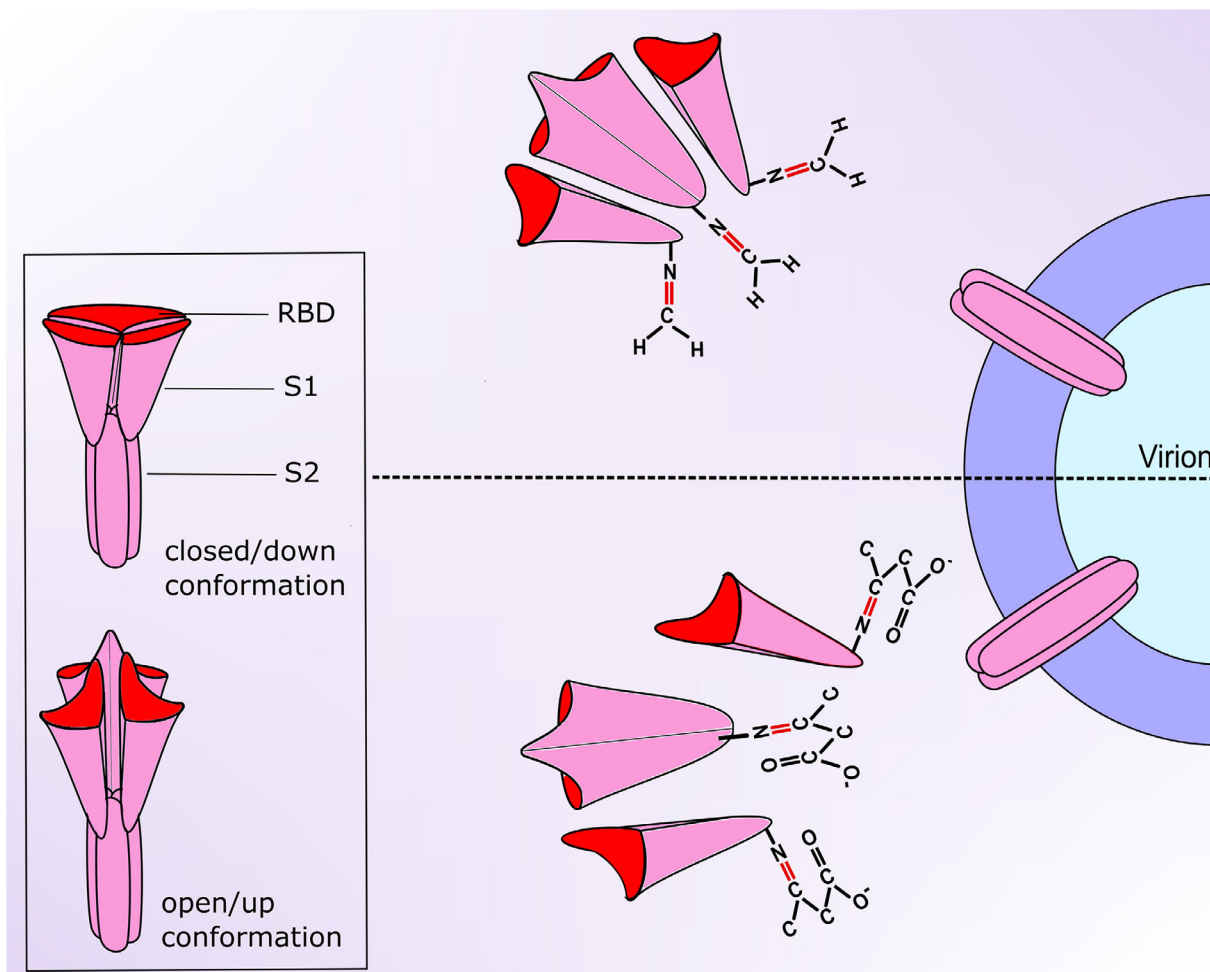 H
N=C
H
N=C
H
H
N
C
H
H
RBD
S1
S2
closed/down
conformation
Virion
C
C
C
O-
N
C
O
C
N=C
C
O=C
O-
O
N
C
C
O-
C
C
open/up
conformation